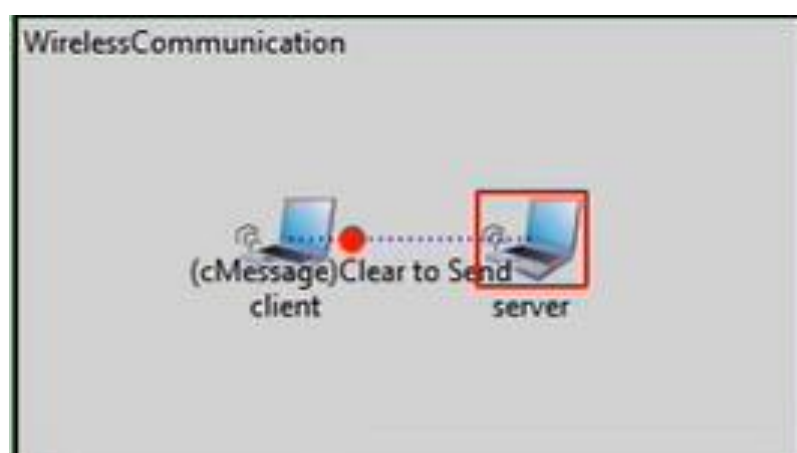 WirelessCommunication
(cMessage)Clear to Send
client
server